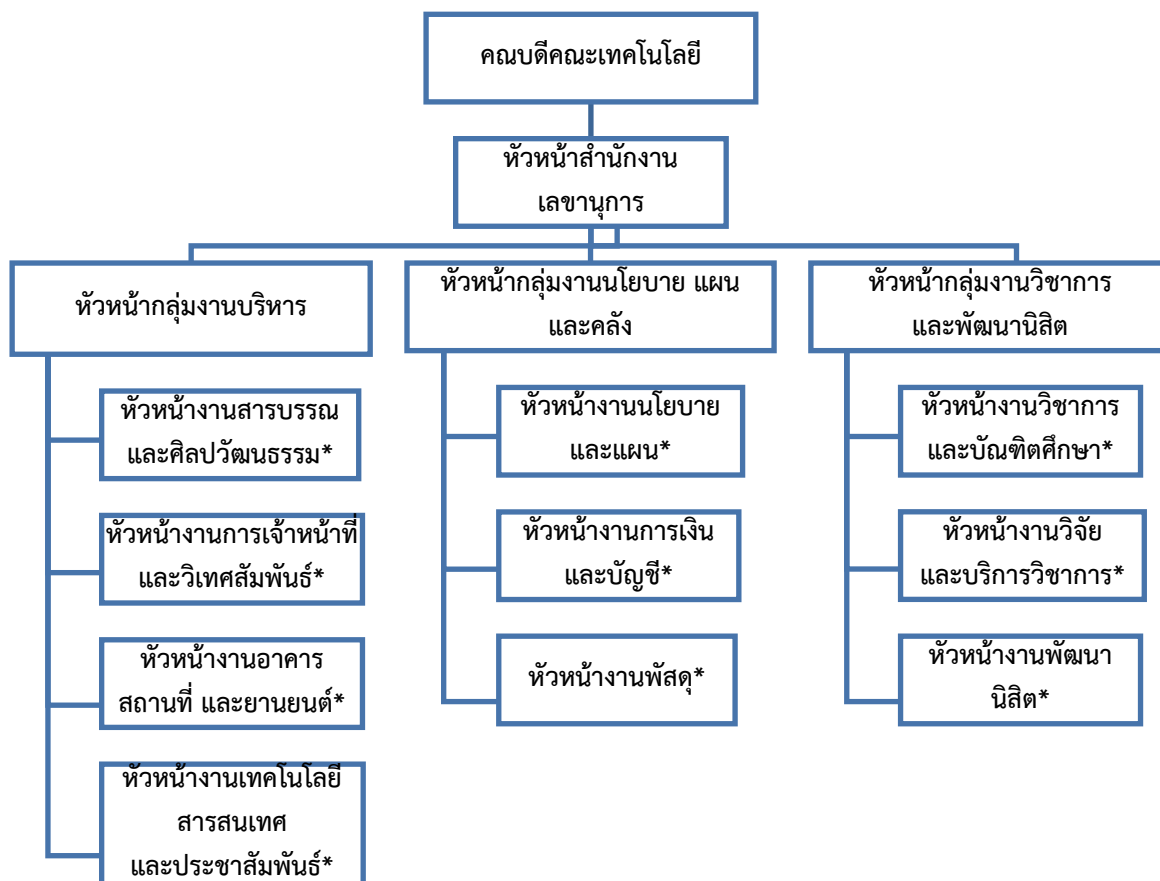 คณบดีคณะเทคโนโลยี
หัวหน้าสำนักงาน
เลขานุการ
หัวหน้ากลุ่มงานบริหาร
หัวหน้ากลุ่มงานนโยบาย แผน
และคลัง
หัวหน้ากลุ่มงานวิชาการ
และพัฒนานิสิต
หัวหน้างานสารบรรณ
และศิลปวัฒนธรรม*
หัวหน้างานการเจ้าหน้าที่
และวิเทศสัมพันธ์*
หัวหน้างานอาคาร
สถานที่ และยานยนต์*
หัวหน้างานเทคโนโลยี
สารสนเทศ
และประชาสัมพันธ์*
หัวหน้างานนโยบาย
และแผน*
หัวหน้างานการเงิน
และบัญชี*
หัวหน้างานพัสดุ*
หัวหน้างานวิชาการ
และบัณฑิตศึกษา*
หัวหน้างานวิจัย
และบริการวิชาการ*
หัวหน้างานพัฒนา
นิสิต*